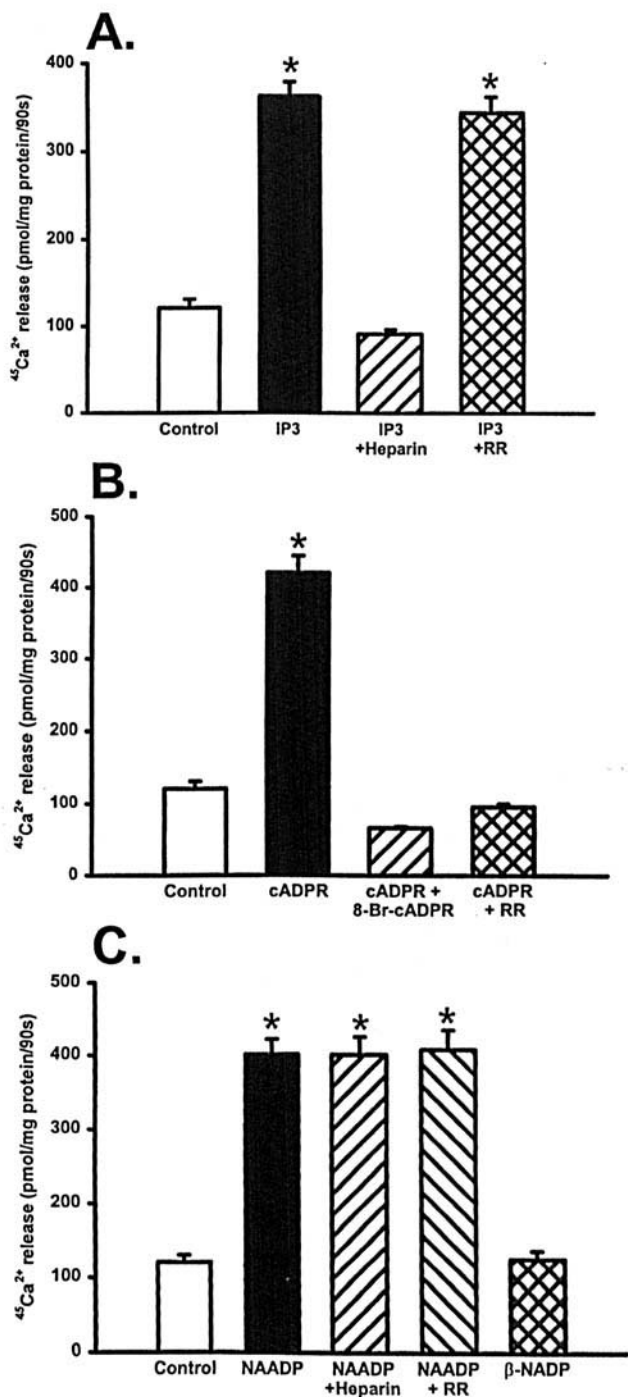 A.
⁴⁵Ca²⁺ release (pmol/mg protein/90s)
400
300
200
100
0
*
*
Control
IP3
IP3
+Heparin
IP3
+RR
B.
⁴⁵Ca²⁺ release (pmol/mg protein/90s)
500
400
300
200
100
0
*
Control
cADPR
cADPR +
8-Br-cADPR
cADPR
+ RR
C.
⁴⁵Ca²⁺ release (pmol/mg protein/90s)
500
400
300
200
100
0
*
*
*
Control
NAADP
NAADP
+Heparin
NAADP
+ RR
β-NADP